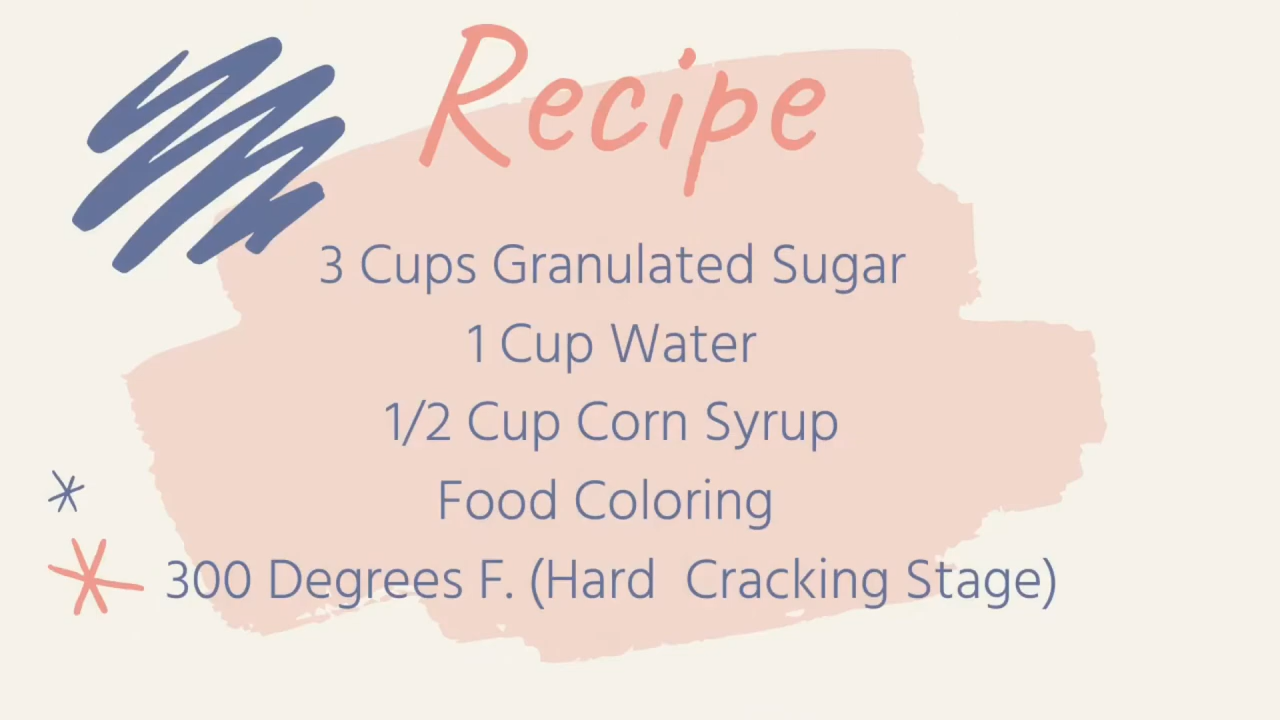 Recipe
3 Cups Granulated Sugar
1 Cup Water
1/2 Cup Corn Syrup
Food Coloring
300 Degrees F. (Hard Cracking Stage)